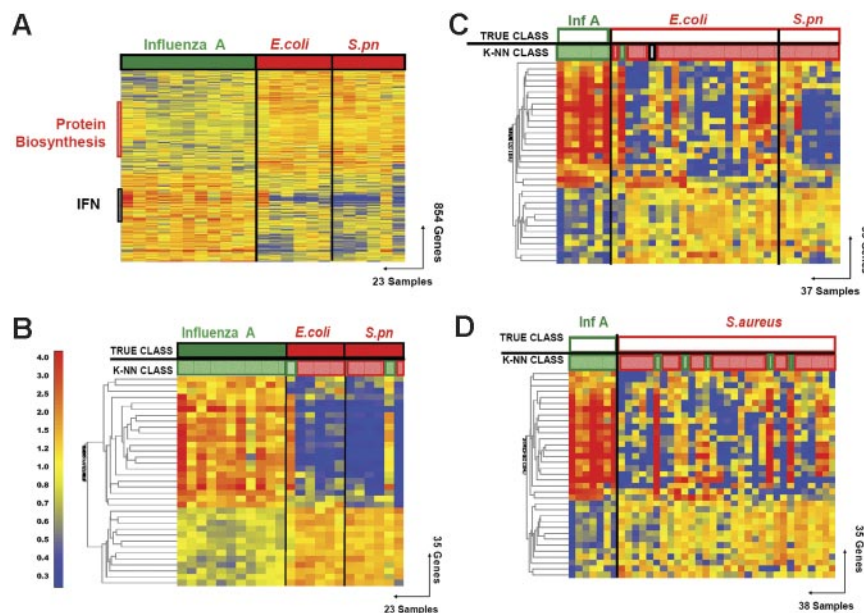 A
Influenza A
E.coli
S.pn
Protein
Biosynthesis
IFN
854 Genes
23 Samples
B
Influenza A
E.coli
S.pn
TRUE CLASS
K-NN CLASS
4.0
3.0
2.5
2.0
1.5
1.2
1.0
0.8
0.7
0.6
0.5
0.4
0.3
35 Genes
23 Samples
C
Inf A
E.coli
S.pn
TRUE CLASS
K-NN CLASS
Genes
37 Samples
D
Inf A
S.aureus
TRUE CLASS
K-NN CLASS
35 Genes
38 Samples